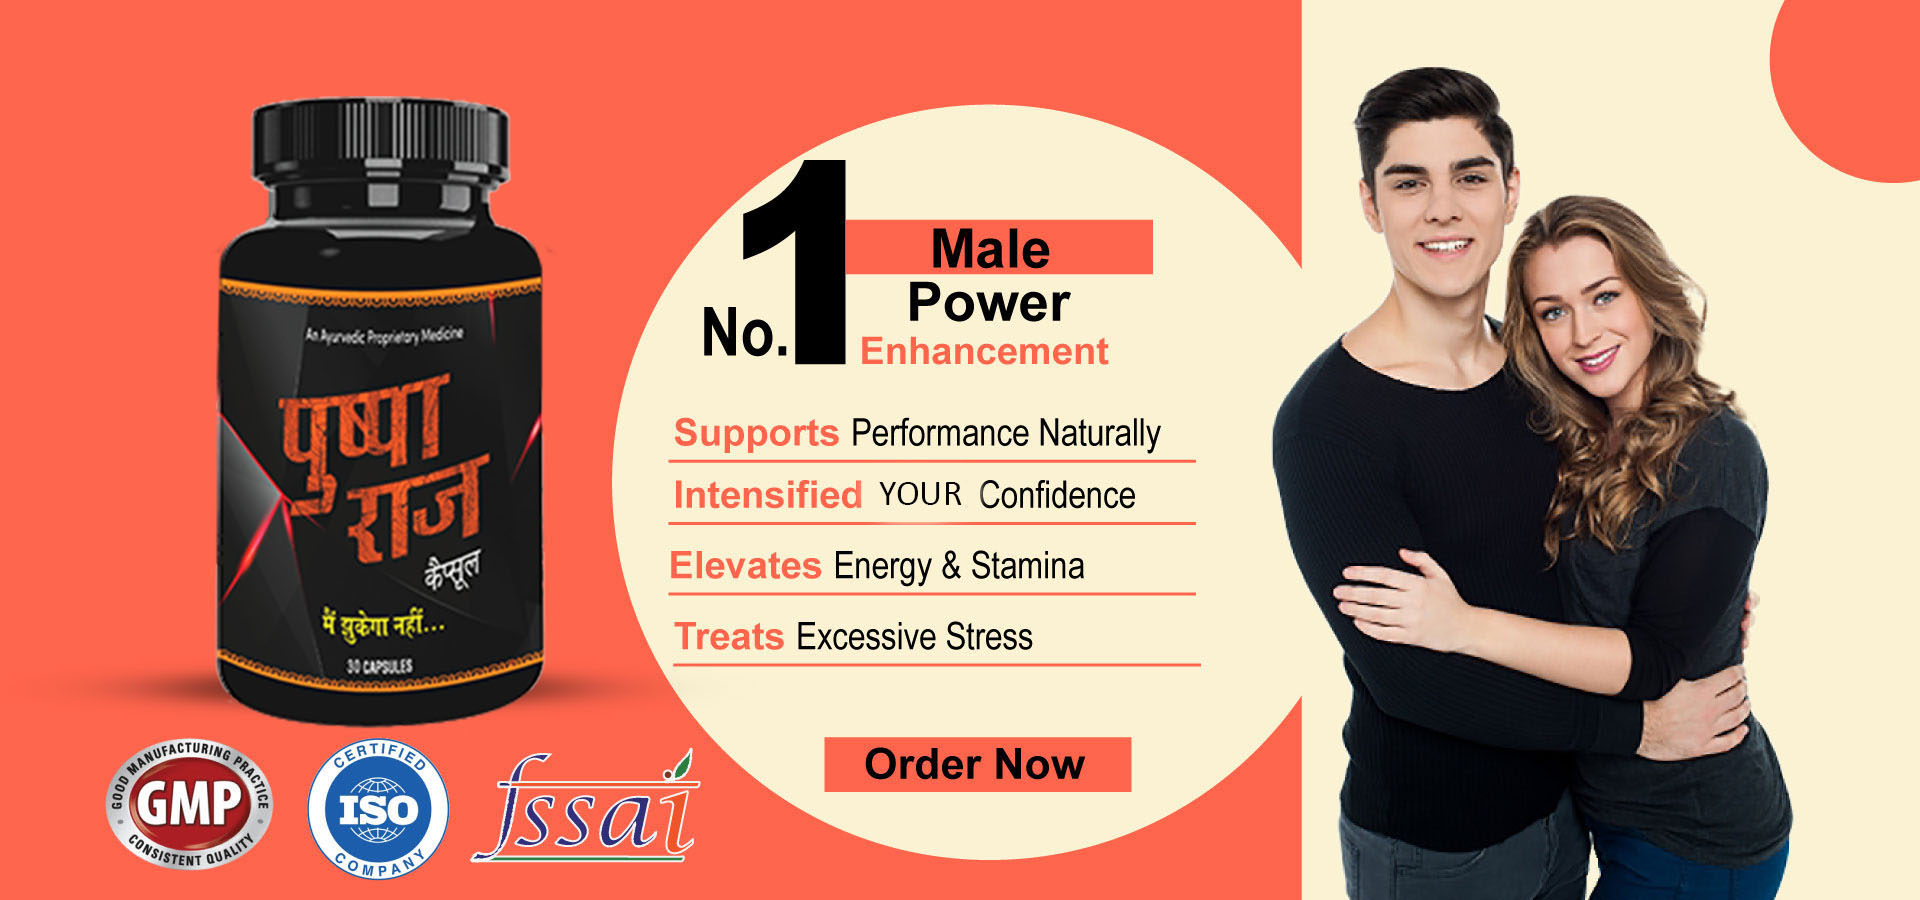 An Ayurvedic Proprietary Medicine
पुष्पा
राज
कैप्सूल
मैं झुकेगा नहीं...
30 CAPSULES
No.1
Male
Power
Enhancement
Supports Performance Naturally
Intensified YOUR Confidence
Elevates Energy & Stamina
Treats Excessive Stress
Order Now
GOOD MANUFACTURING PRACTICE
GMP
CONSISTENT QUALITY
CERTIFIED
ISO
COMPANY
fssai